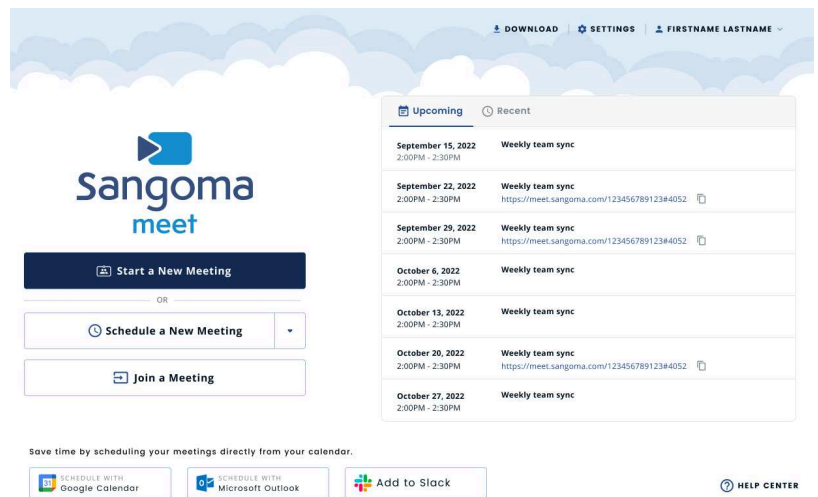 DOWNLOAD
SETTINGS
FIRSTNAME LASTNAME
Sangoma
meet
Start a New Meeting
OR
Schedule a New Meeting
Join a Meeting
Upcoming
Recent
September 15, 2022 Weekly team sync
2:00PM - 2:30PM
September 22, 2022 Weekly team sync
2:00PM - 2:30PM https://meet.sangoma.com/123456789123#4052
September 29, 2022 Weekly team sync
2:00PM - 2:30PM https://meet.sangoma.com/123456789123#4052
October 6, 2022 Weekly team sync
2:00PM - 2:30PM
October 13, 2022 Weekly team sync
2:00PM - 2:30PM
October 20, 2022 Weekly team sync
2:00PM - 2:30PM https://meet.sangoma.com/123456789123#4052
October 27, 2022 Weekly team sync
2:00PM - 2:30PM
Save time by scheduling your meetings directly from your calendar.
31
SCHEDULE WITH
Google Calendar
SCHEDULE WITH
Microsoft Outlook
Add to Slack
HELP CENTER